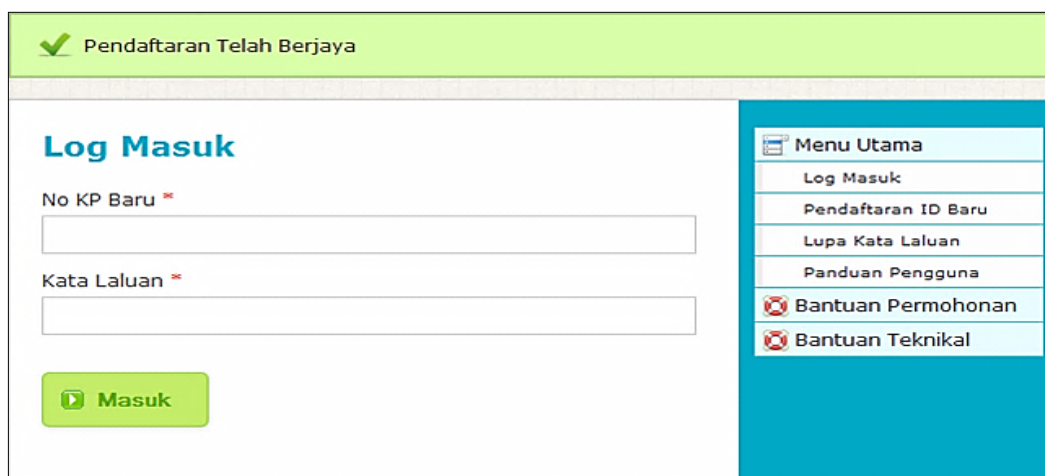 Pendaftaran Telah Berjaya
Log Masuk
No KP Baru *
Kata Laluan *
Masuk
Menu Utama
Log Masuk
Pendaftaran ID Baru
Lupa Kata Laluan
Panduan Pengguna
Bantuan Permohonan
Bantuan Teknikal